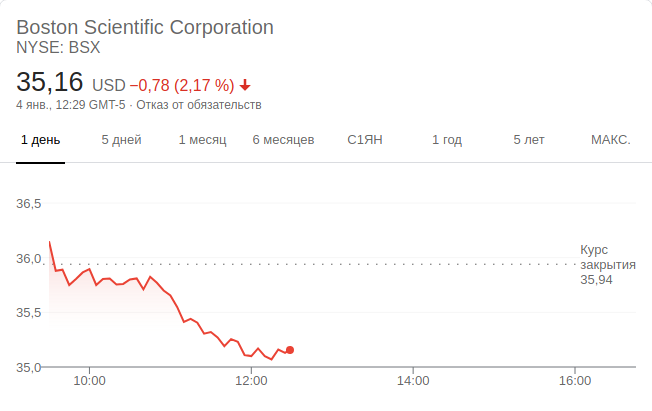 Boston Scientific Corporation
NYSE: BSX
35,16 USD −0,78 (2,17 %)
4 янв., 12:29 GMT-5 · Отказ от обязательств
1 день 5 дней 1 месяц 6 месяцев С1ЯН 1 год 5 лет МАКС.
36,5
36,0
35,5
35,0
Курс
закрытия
35,94
10:00 12:00 14:00 16:00